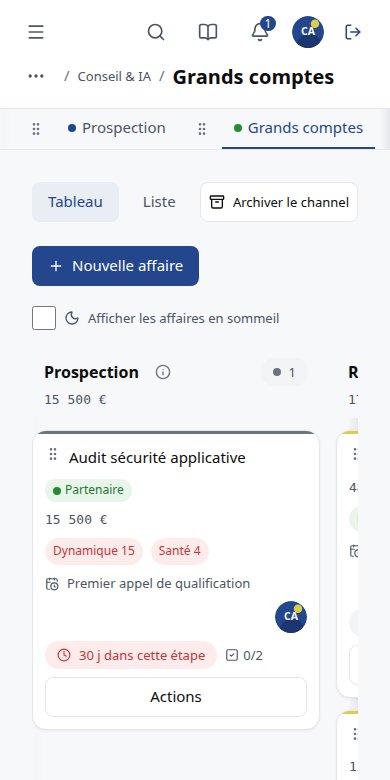 1
CA
/ Conseil & IA / Grands comptes
Prospection
Grands comptes
Tableau
Liste
Archiver le channel
+ Nouvelle affaire
Afficher les affaires en sommeil
Prospection
1
15 500 €
Audit sécurité applicative
Partenaire
15 500 €
Dynamique 15
Santé 4
Premier appel de qualification
CA
30 j dans cette étape
0/2
Actions
R